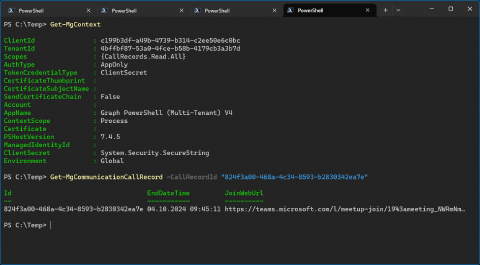 PowerShell PowerShell PowerShell PowerShell
PS C:\Temp> Get-MgContext
ClientId : c199b3df-a49b-4739-b314-c2ee50e6c0bc
TenantId : 4bffbf87-53a0-4fce-b58b-4179cb3a3b7d
Scopes : {CallRecords.Read.All}
AuthType : AppOnly
TokenCredentialType : ClientSecret
CertificateThumbprint :
CertificateSubjectName :
SendCertificateChain : False
Account :
AppName : Graph PowerShell (Multi-Tenant) V4
ContextScope : Process
Certificate :
PSHostVersion : 7.4.5
ManagedIdentityId :
ClientSecret : System.Security.SecureString
Environment : Global
PS C:\Temp> Get-MgCommunicationCallRecord -CallRecordId "824f3a00-468a-4c34-8593-b2830342ea7e"
Id EndDateTime JoinWebUrl
-- ----------- ----------
824f3a00-468a-4c34-8593-b2830342ea7e 04.10.2024 09:45:11 https://teams.microsoft.com/l/meetup-join/19%3ameeting_NWRmNm…
PS C:\Temp>